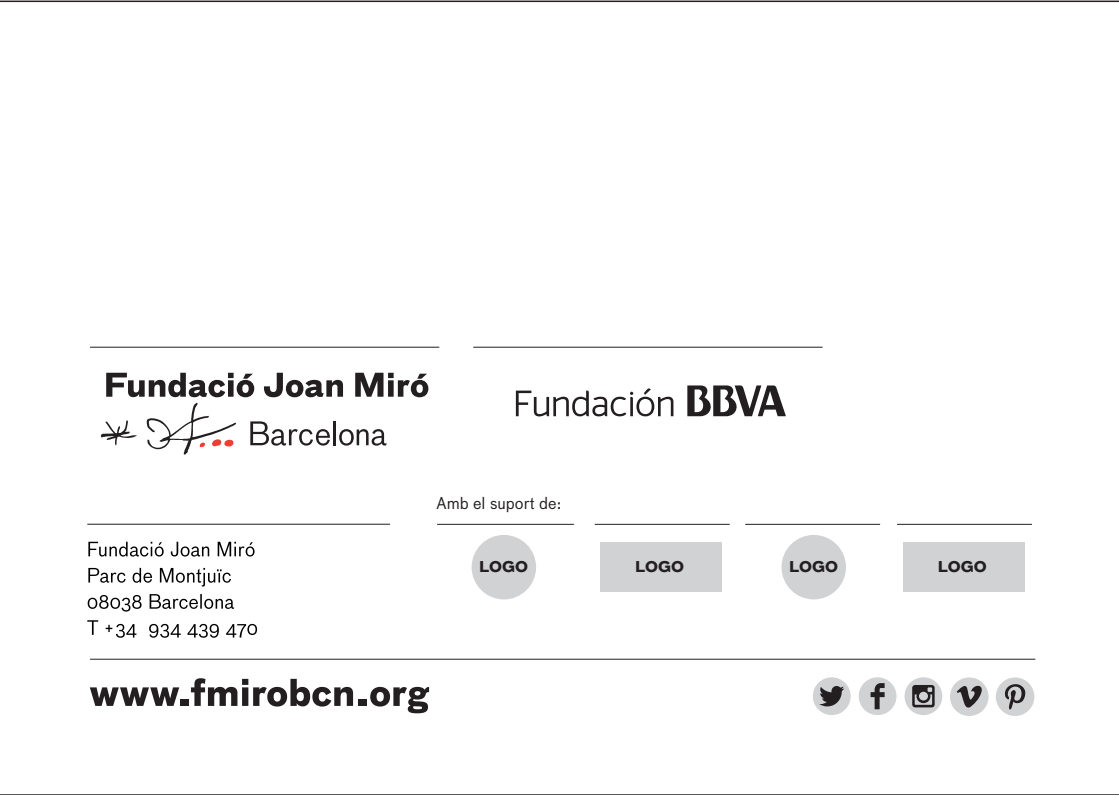 Fundació Joan Miró
Barcelona
Fundación BBVA
Amb el suport de:
Fundació Joan Miró
Parc de Montjuïc
08038 Barcelona
T +34 934 439 470
LOGO
LOGO
LOGO
LOGO
www.fmirobcn.org